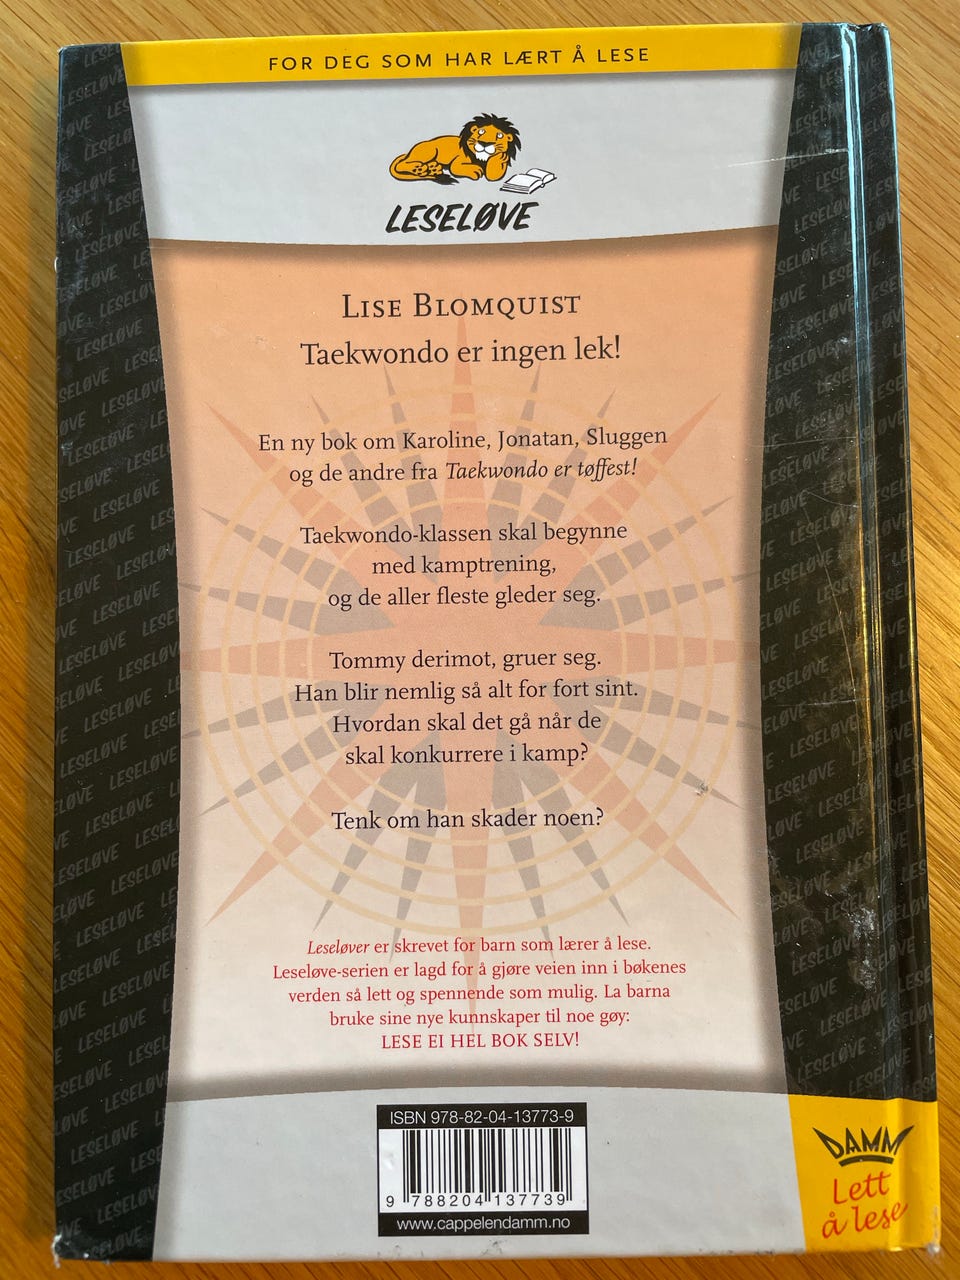 FOR DEG SOM HAR LÆRT Å LESE
LESELØVE
LISE BLOMQUIST
Taekwondo er ingen lek!
En ny bok om Karoline, Jonatan, Sluggen
og de andre fra Taekwondo er tøffest!
Taekwondo-klassen skal begynne
med kamptrening,
og de aller fleste gleder seg.
Tommy derimot, gruer seg.
Han blir nemlig så alt for fort sint.
Hvordan skal det gå når de
skal konkurrere i kamp?
Tenk om han skader noen?
Leseløver er skrevet for barn som lærer å lese.
Leseløve-serien er lagd for å gjøre veien inn i bøkenes
verden så lett og spennende som mulig. La barna
bruke sine nye kunnskaper til noe gøy:
LESE EI HEL BOK SELV!
ISBN 978-82-04-13773-9
9 788204 137739
www.cappelendamm.no
DAMM
Lett
å lese